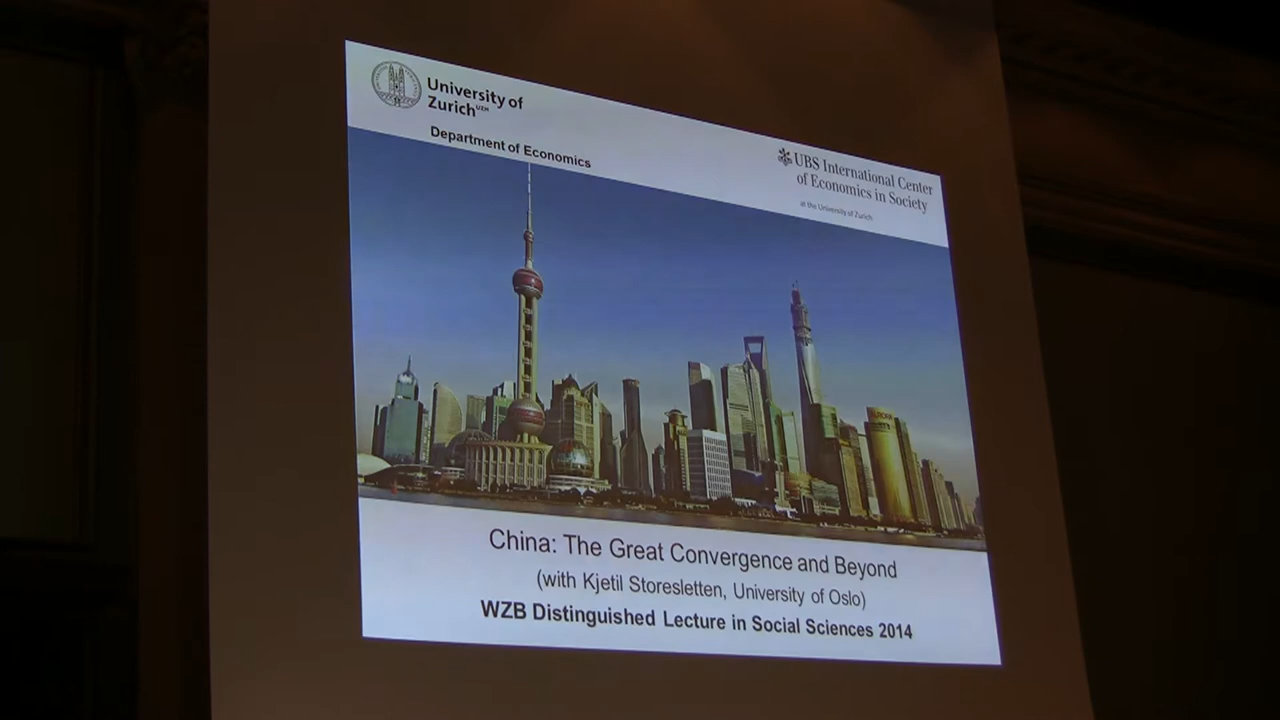 University of
Zurich UZH
Department of Economics
UBS International Center
of Economics in Society
at the University of Zurich
AURORA
China: The Great Convergence and Beyond
(with Kjetil Storesletten, University of Oslo)
WZB Distinguished Lecture in Social Sciences 2014